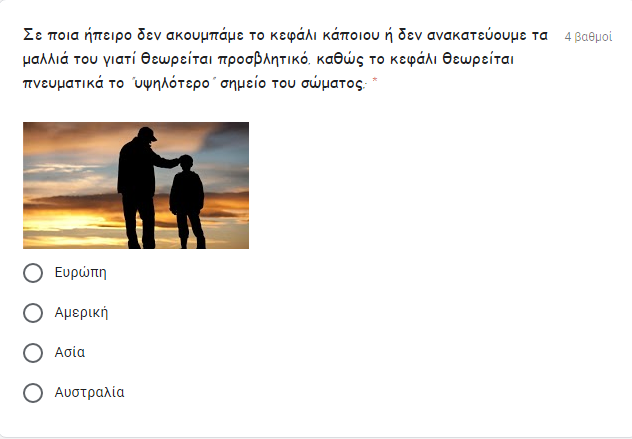 Σε ποια ήπειρο δεν ακουμπάμε το κεφάλι κάποιου ή δεν ανακατεύουμε τα 4 βαθμοί
μαλλιά του γιατί θεωρείται προσβλητικό, καθώς το κεφάλι θεωρείται
πνευματικά το "υψηλότερο" σημείο του σώματος; *
Ευρώπη
Αμερική
Ασία
Αυστραλία